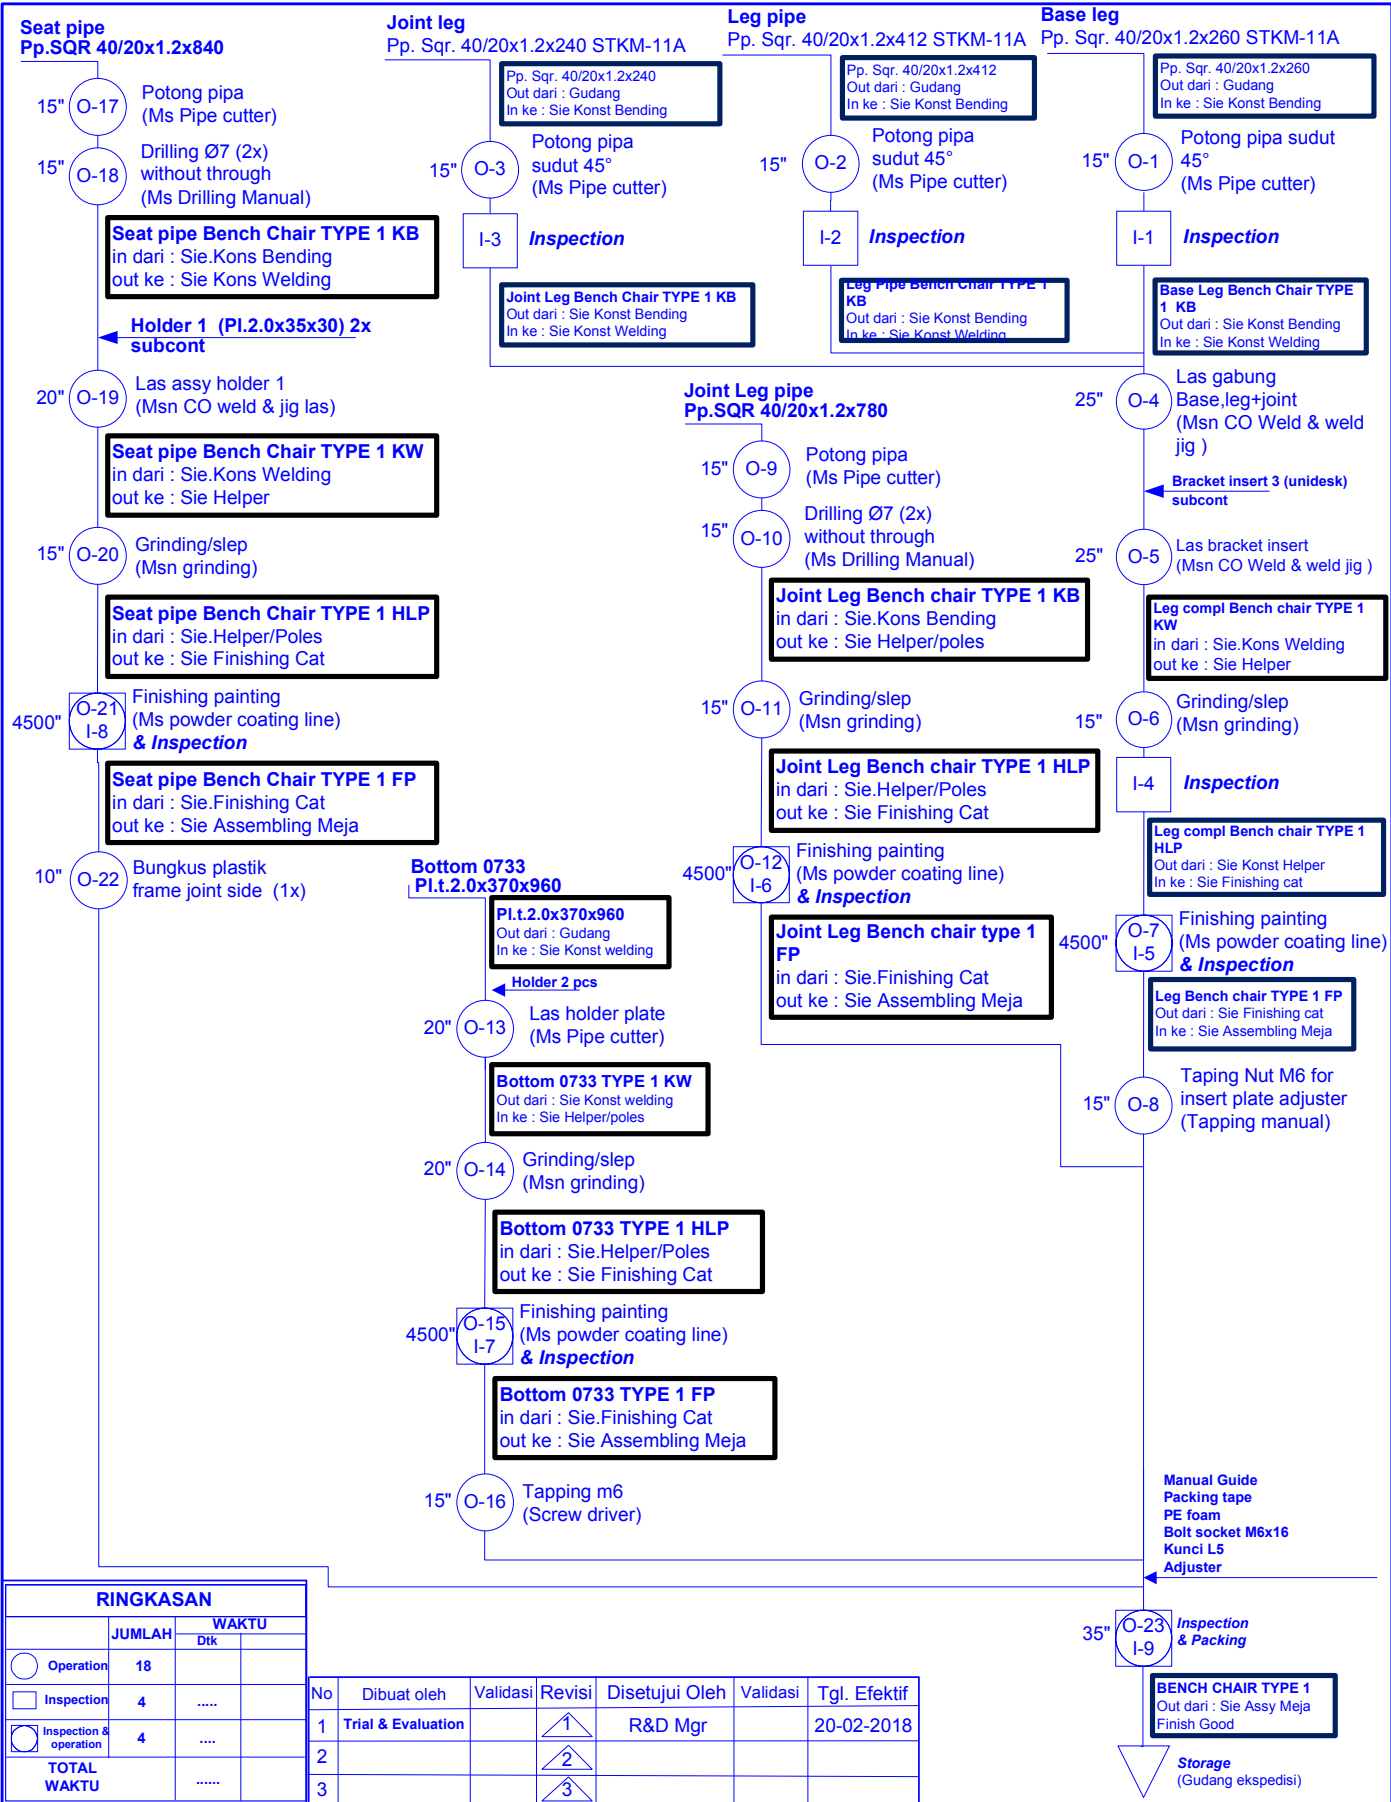 Seat pipe
Pp.SQR 40/20x1.2x840
15"
O-17
Potong pipa
(Ms Pipe cutter)
15"
O-18
Drilling Ø7 (2x)
without through
(Ms Drilling Manual)
Seat pipe Bench Chair TYPE 1 KB
in dari : Sie.Kons Bending
out ke : Sie Kons Welding
Holder 1 (Pl.2.0x35x30) 2x
subcont
20"
O-19
Las assy holder 1
(Msn CO weld & jig las)
Seat pipe Bench Chair TYPE 1 KW
in dari : Sie.Kons Welding
out ke : Sie Helper
15"
O-20
Grinding/slep
(Msn grinding)
Seat pipe Bench Chair TYPE 1 HLP
in dari : Sie.Helper/Poles
out ke : Sie Finishing Cat
4500"
O-21
I-8
Finishing painting
(Ms powder coating line)
& Inspection
Seat pipe Bench Chair TYPE 1 FP
in dari : Sie.Finishing Cat
out ke : Sie Assembling Meja
10"
O-22
Bungkus plastik
frame joint side (1x)
Joint leg
Pp. Sqr. 40/20x1.2x240 STKM-11A
Pp. Sqr. 40/20x1.2x240
Out dari : Gudang
In ke : Sie Konst Bending
15"
O-3
Potong pipa
sudut 45°
(Ms Pipe cutter)
I-3
Inspection
Joint Leg Bench Chair TYPE 1 KB
Out dari : Sie Konst Bending
In ke : Sie Konst Welding
Leg pipe
Pp. Sqr. 40/20x1.2x412 STKM-11A
Pp. Sqr. 40/20x1.2x412
Out dari : Gudang
In ke : Sie Konst Bending
15"
O-2
Potong pipa
sudut 45°
(Ms Pipe cutter)
I-2
Inspection
Leg Pipe Bench Chair TYPE 1
KB
Out dari : Sie Konst Bending
In ke : Sie Konst Welding
Base leg
Pp. Sqr. 40/20x1.2x260 STKM-11A
Pp. Sqr. 40/20x1.2x260
Out dari : Gudang
In ke : Sie Konst Bending
15"
O-1
Potong pipa sudut
45°
(Ms Pipe cutter)
I-1
Inspection
Base Leg Bench Chair TYPE
1 KB
Out dari : Sie Konst Bending
In ke : Sie Konst Welding
25"
O-4
Las gabung
Base,leg+joint
(Msn CO Weld & weld
jig )
Bracket insert 3 (unidesk)
subcont
25"
O-5
Las bracket insert
(Msn CO Weld & weld jig )
Leg compl Bench chair TYPE 1
KW
in dari : Sie.Kons Welding
out ke : Sie Helper
15"
O-6
Grinding/slep
(Msn grinding)
I-4
Inspection
Leg compl Bench chair TYPE 1
HLP
Out dari : Sie Konst Helper
In ke : Sie Finishing cat
4500"
O-7
I-5
Finishing painting
(Ms powder coating line)
& Inspection
Leg Bench chair TYPE 1 FP
Out dari : Sie Finishing cat
In ke : Sie Assembling Meja
15"
O-8
Taping Nut M6 for
insert plate adjuster
(Tapping manual)
Joint Leg pipe
Pp.SQR 40/20x1.2x780
15"
O-9
Potong pipa
(Ms Pipe cutter)
15"
O-10
Drilling Ø7 (2x)
without through
(Ms Drilling Manual)
Joint Leg Bench chair TYPE 1 KB
in dari : Sie.Kons Bending
out ke : Sie Helper/poles
15"
O-11
Grinding/slep
(Msn grinding)
Joint Leg Bench chair TYPE 1 HLP
in dari : Sie.Helper/Poles
out ke : Sie Finishing Cat
4500"
O-12
I-6
Finishing painting
(Ms powder coating line)
& Inspection
Joint Leg Bench chair type 1
FP
in dari : Sie.Finishing Cat
out ke : Sie Assembling Meja
Bottom 0733
Pl.t.2.0x370x960
Pl.t.2.0x370x960
Out dari : Gudang
In ke : Sie Konst welding
Holder 2 pcs
20"
O-13
Las holder plate
(Ms Pipe cutter)
Bottom 0733 TYPE 1 KW
Out dari : Sie Konst welding
In ke : Sie Helper/poles
20"
O-14
Grinding/slep
(Msn grinding)
Bottom 0733 TYPE 1 HLP
in dari : Sie.Helper/Poles
out ke : Sie Finishing Cat
4500"
O-15
I-7
Finishing painting
(Ms powder coating line)
& Inspection
Bottom 0733 TYPE 1 FP
in dari : Sie.Finishing Cat
out ke : Sie Assembling Meja
15"
O-16
Tapping m6
(Screw driver)
Manual Guide
Packing tape
PE foam
Bolt socket M6x16
Kunci L5
Adjuster
35"
O-23
I-9
Inspection
& Packing
BENCH CHAIR TYPE 1
Out dari : Sie Assy Meja
Finish Good
Storage
(Gudang ekspedisi)
RINGKASAN
JUMLAH WAKTU
Dtk
Operation 18
Inspection 4 .....
Inspection &
operation 4 ....
TOTAL
WAKTU ......
No Dibuat oleh Validasi Revisi Disetujui Oleh Validasi Tgl. Efektif
1 Trial & Evaluation 1 R&D Mgr 20-02-2018
2 2
3 3